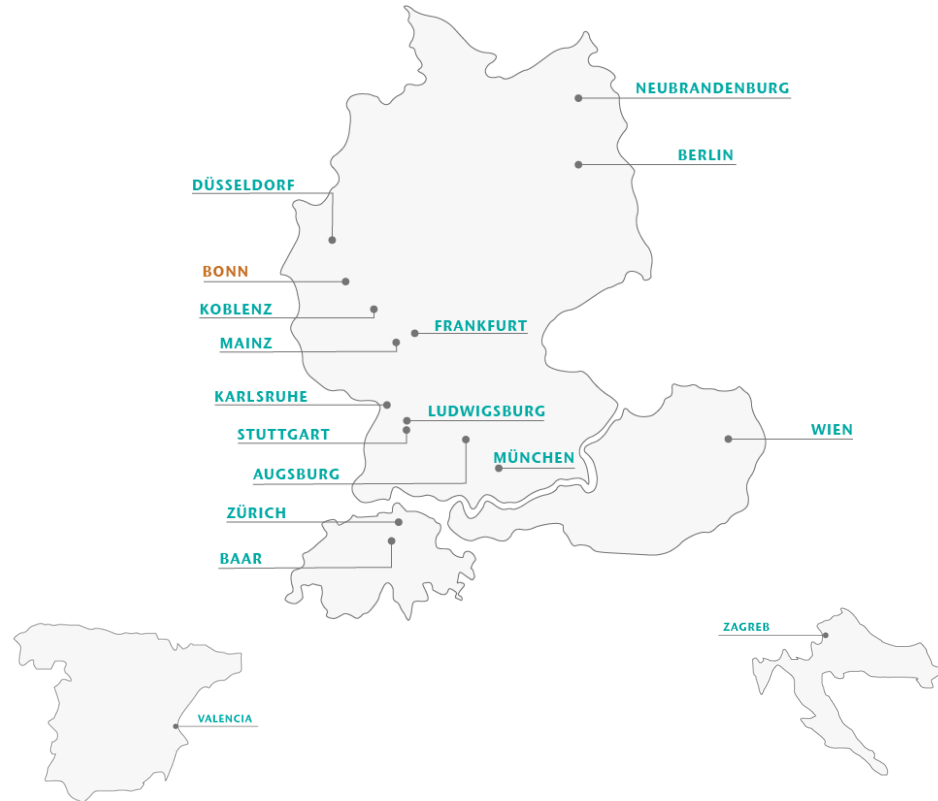 NEUBRANDENBURG
BERLIN
DÜSSELDORF
BONN
KOBLENZ
FRANKFURT
MAINZ
KARLSRUHE
LUDWIGSBURG
STUTTGART
WIEN
MÜNCHEN
AUGSBURG
ZÜRICH
BAAR
ZAGREB
VALENCIA